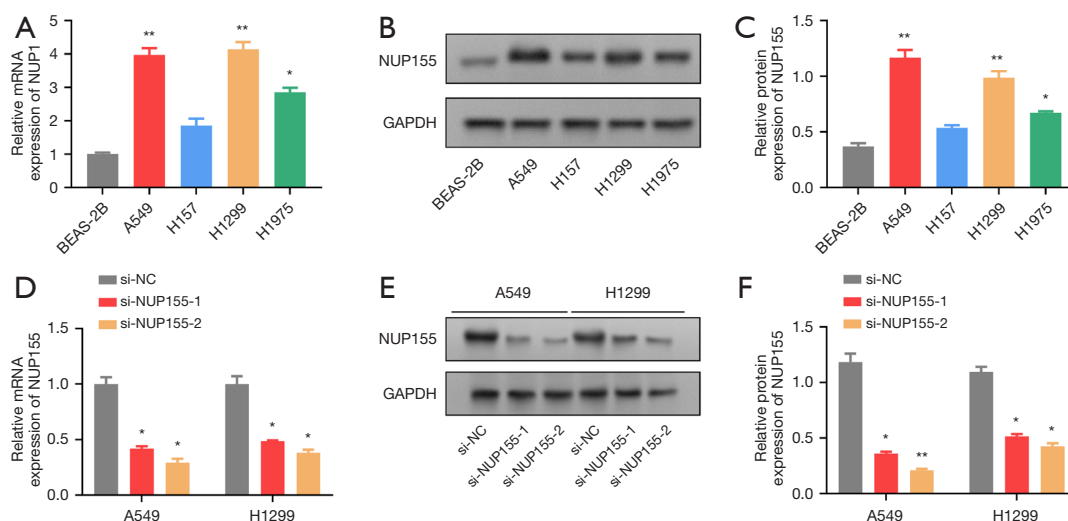 A
Relative mRNA
expression of NUP1
5
4
3
2
1
0
**
**
*
BEAS-2B
A549
H157
H1299
H1975
B
NUP155
GAPDH
BEAS-2B
A549
H157
H1299
H1975
C
Relative protein
expression of NUP155
1.5
1.0
0.5
0.0
**
**
*
BEAS-2B
A549
H157
H1299
H1975
D
si-NC
si-NUP155-1
si-NUP155-2
Relative mRNA
expression of NUP155
1.5
1.0
0.5
0.0
*
*
*
*
A549
H1299
E
A549
H1299
NUP155
GAPDH
si-NC
si-NUP155-1
si-NUP155-2
si-NC
si-NUP155-1
si-NUP155-2
F
si-NC
si-NUP155-1
si-NUP155-2
Relative protein
expression of NUP155
1.5
1.0
0.5
0.0
*
**
*
*
A549
H1299